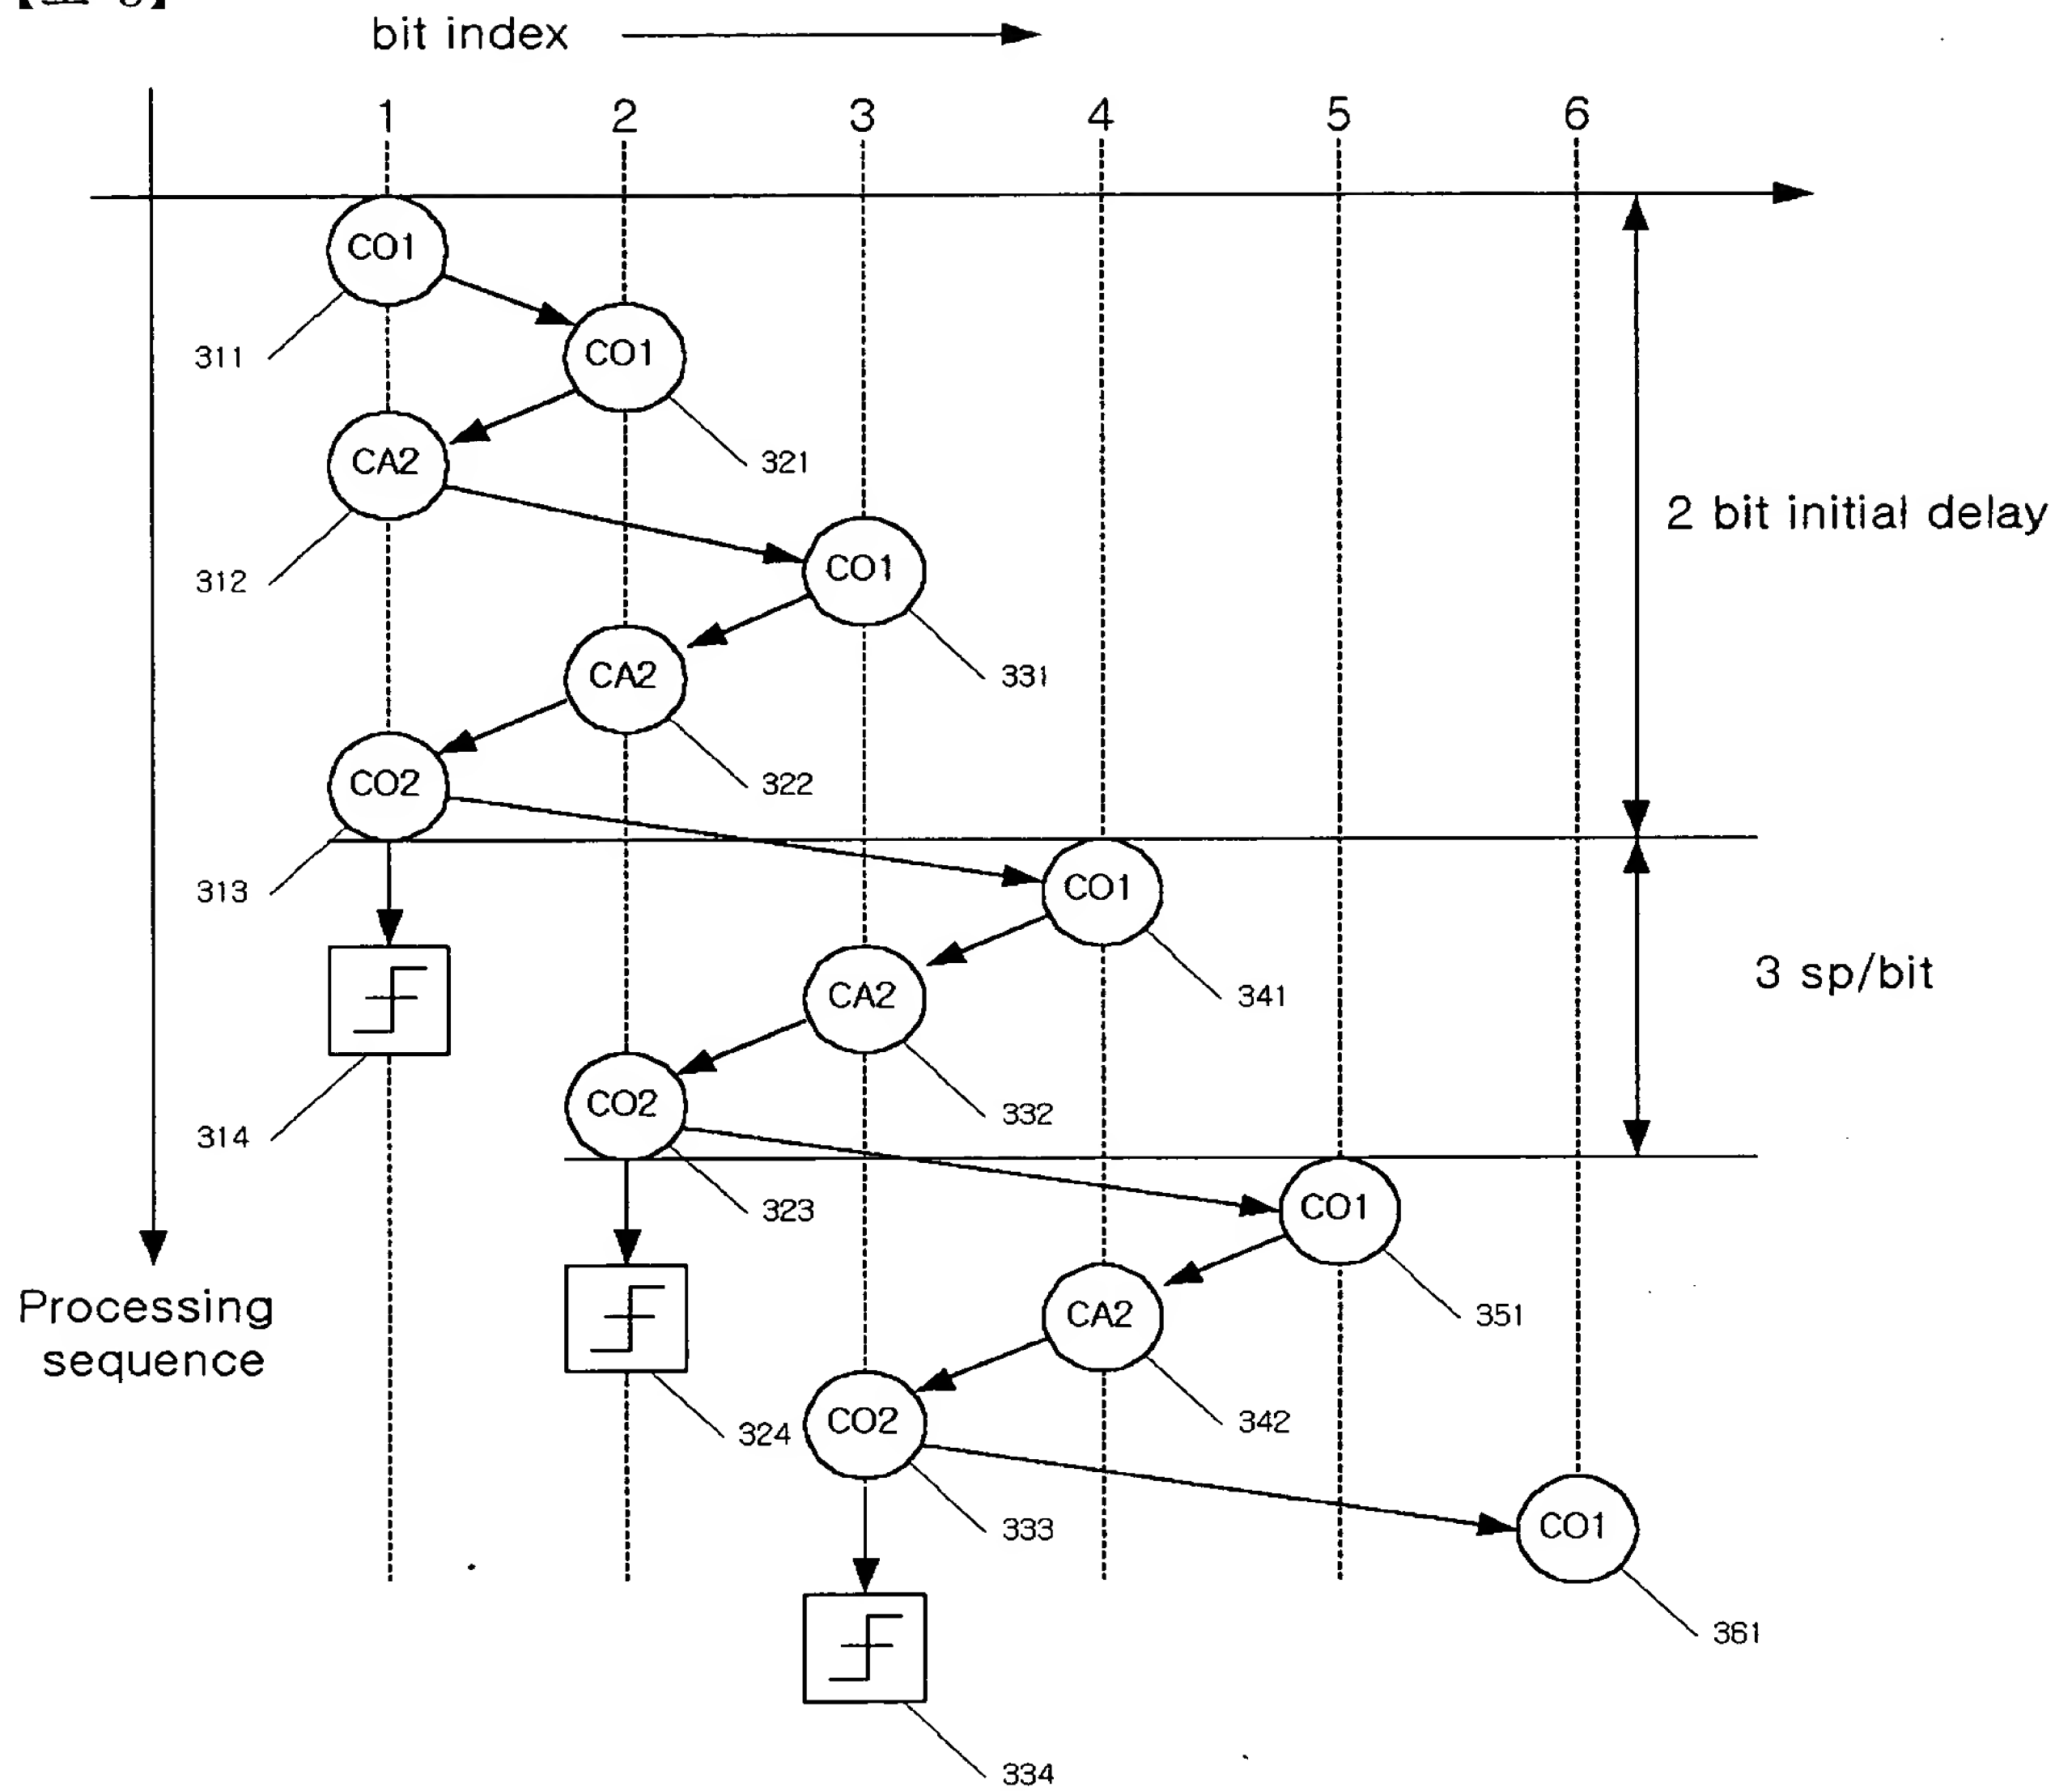 bit index
1 2 3 4 5 6
CO1
311
CO1
321
CA2
312
2 bit initial delay
CO1
331
CA2
322
CO2
313
CO1
341
3 sp/bit
CA2
332
314
CO2
323
CO1
351
Processing
sequence
CA2
342
324
CO2
333
CO1
361
334